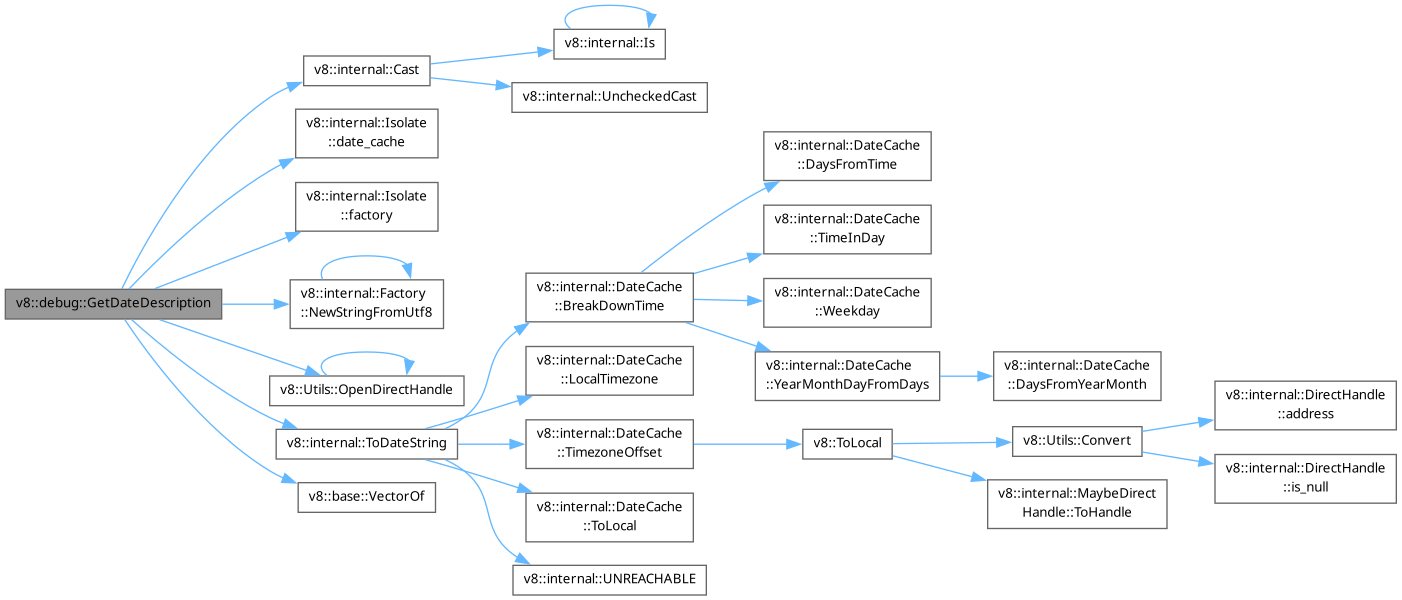 v8::internal::Is
v8::internal::Cast
v8::internal::UncheckedCast
v8::internal::Isolate
::date_cache
v8::internal::DateCache
::DaysFromTime
v8::internal::Isolate
::factory
v8::internal::DateCache
::TimeInDay
v8::debug::GetDateDescription
v8::internal::Factory
::NewStringFromUtf8
v8::internal::DateCache
::BreakDownTime
v8::internal::DateCache
::Weekday
v8::Utils::OpenDirectHandle
v8::internal::DateCache
::LocalTimezone
v8::internal::DateCache
::YearMonthDayFromDays
v8::internal::DateCache
::DaysFromYearMonth
v8::internal::ToDateString
v8::internal::DateCache
::TimezoneOffset
v8::ToLocal
v8::Utils::Convert
v8::internal::DirectHandle
::address
v8::base::VectorOf
v8::internal::DateCache
::ToLocal
v8::internal::MaybeDirect
Handle::ToHandle
v8::internal::DirectHandle
::is_null
v8::internal::UNREACHABLE